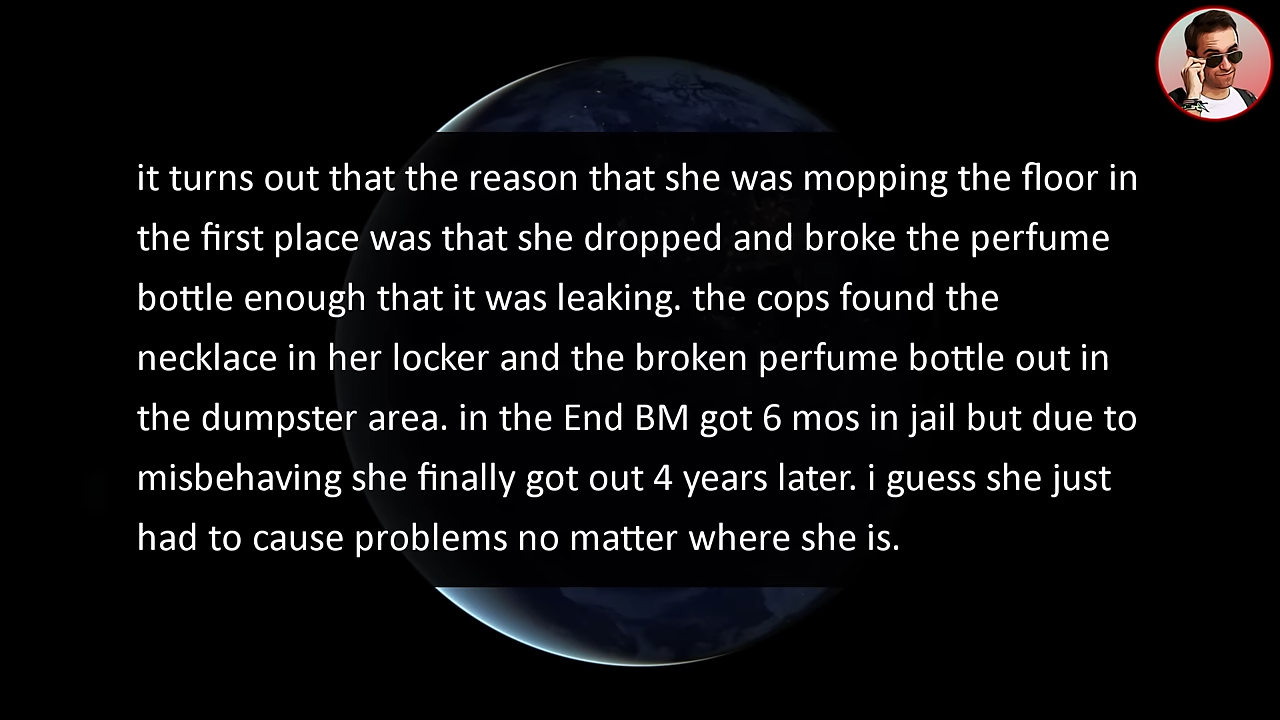 it turns out that the reason that she was mopping the floor in
the first place was that she dropped and broke the perfume
bottle enough that it was leaking. the cops found the
necklace in her locker and the broken perfume bottle out in
the dumpster area. in the End BM got 6 mos in jail but due to
misbehaving she finally got out 4 years later. i guess she just
had to cause problems no matter where she is.